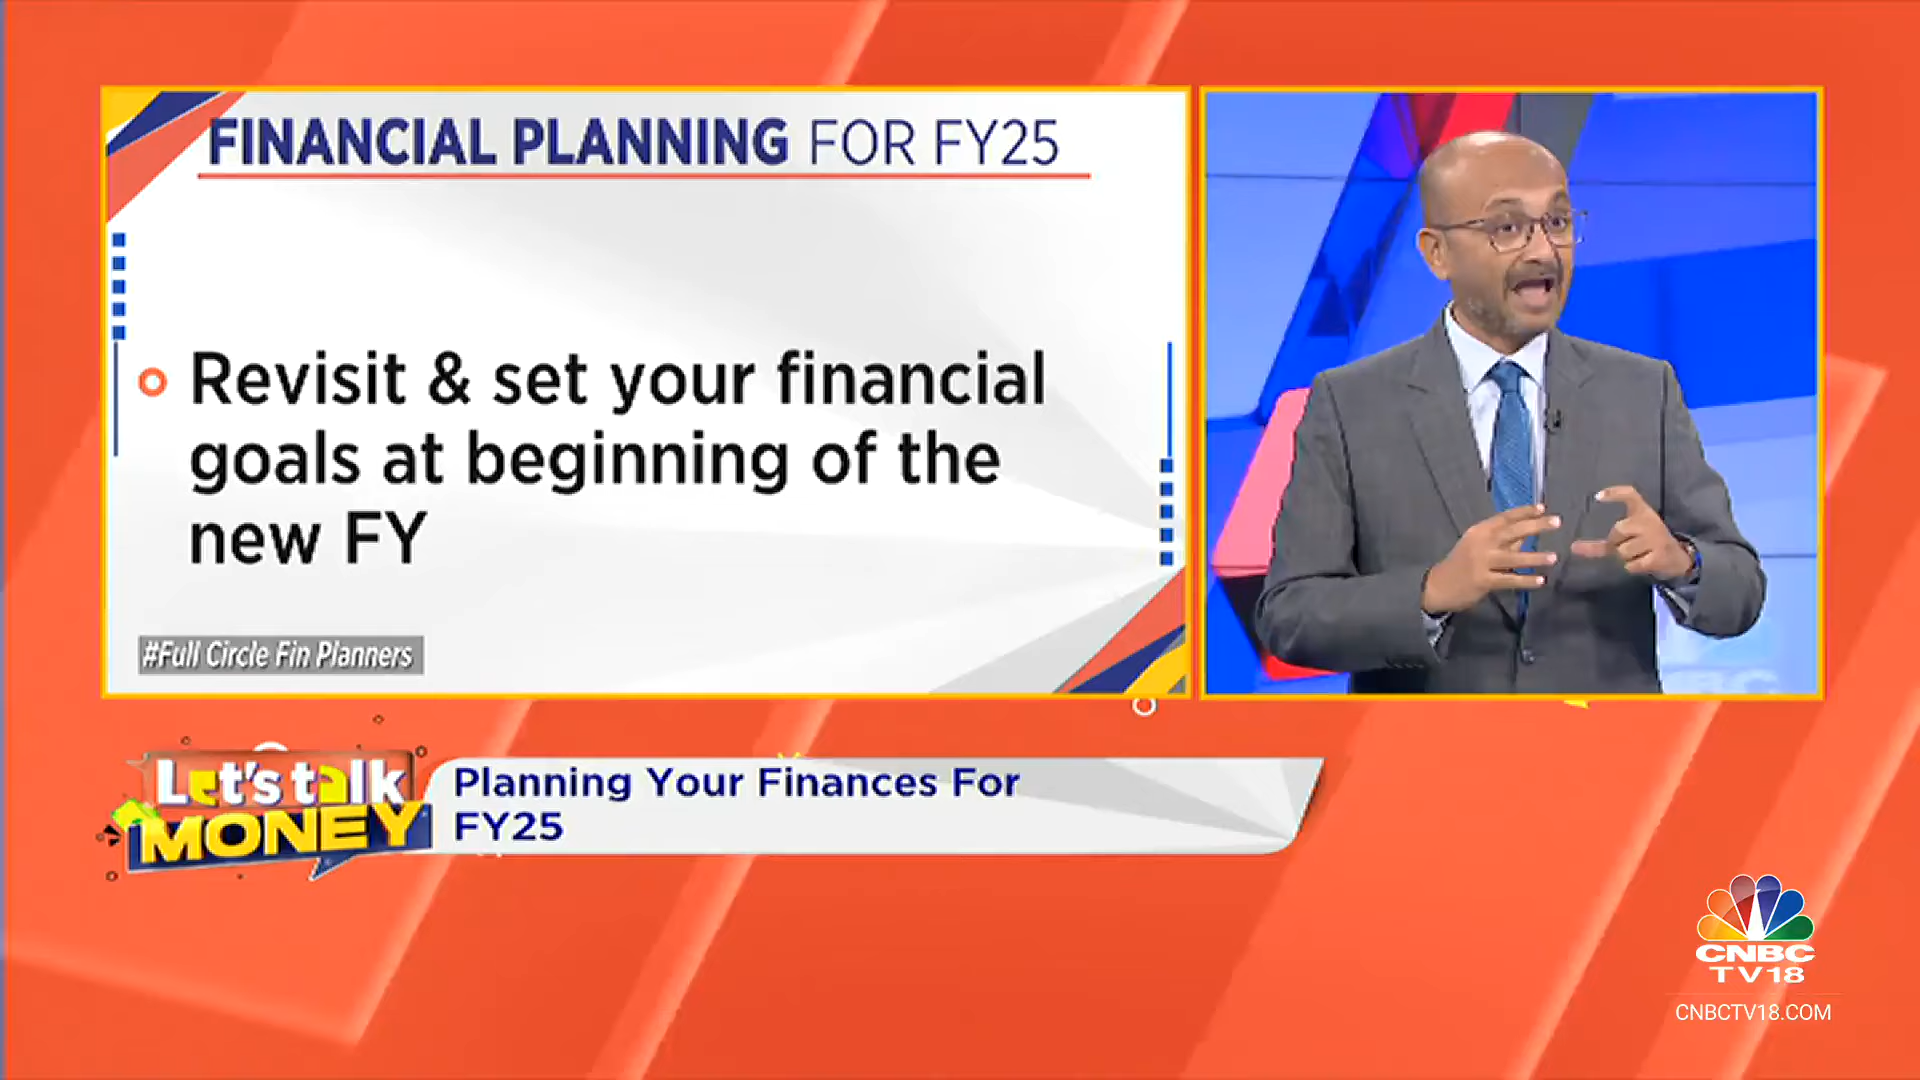 FINANCIAL PLANNING FOR FY25
Revisit & set your financial
goals at beginning of the
new FY
#Full Circle Fin Planners
Let's talk
MONEY
Planning Your Finances For
FY25
CNBC
TV18
CNBCTV18.COM